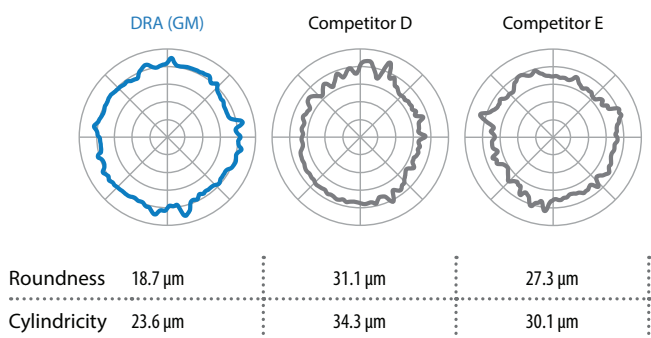 DRA (GM) Competitor D Competitor E
Roundness 18.7 µm 31.1 µm 27.3 µm
Cylindricity 23.6 µm 34.3 µm 30.1 µm